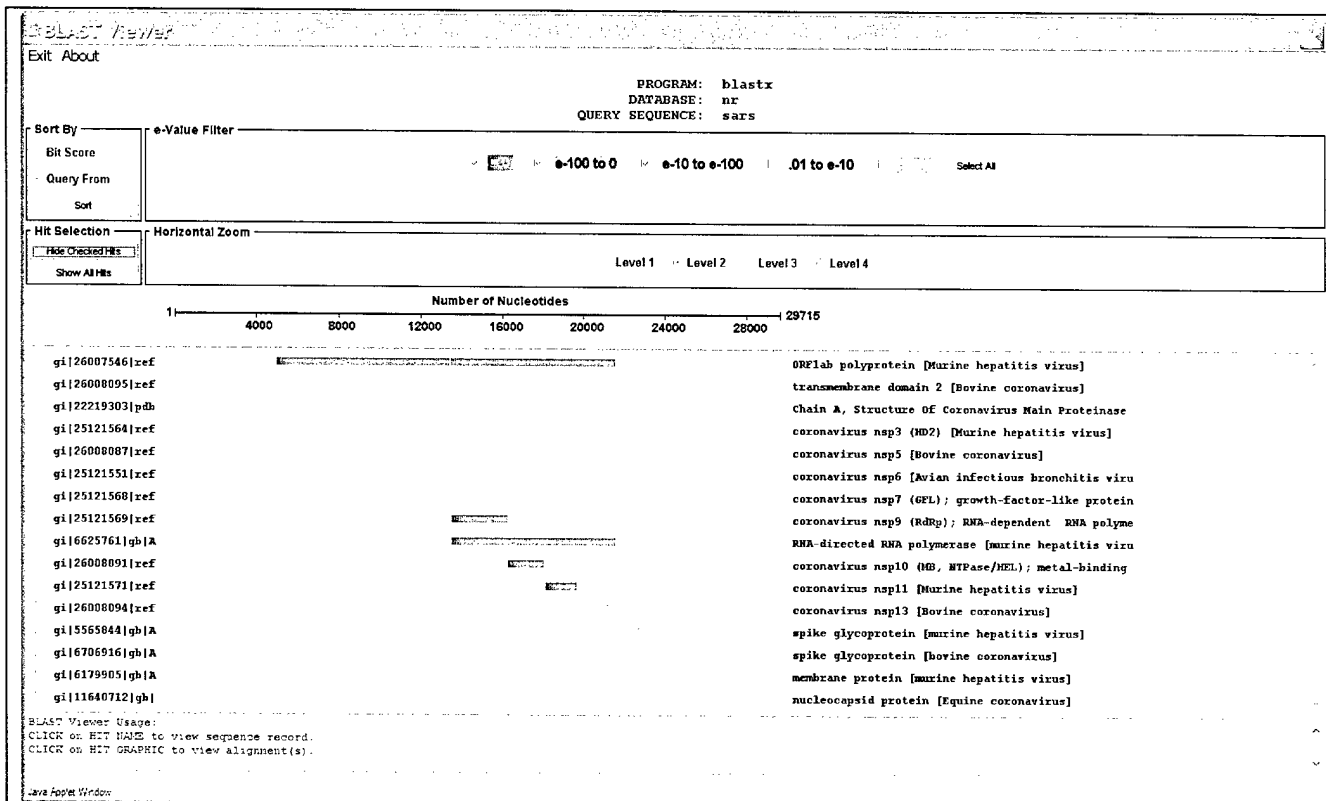 BLAST Viewer
Exit About
PROGRAM: blastx
DATABASE: nr
QUERY SEQUENCE: sars
Sort By
e-Value Filter
Bit Score
Query From
Sort
e-100 to 0 e-10 to e-100 .01 to e-10 Select All
Hit Selection
Horizontal Zoom
Hide Checked Hits
Show All Hits
Level 1 Level 2 Level 3 Level 4
Number of Nucleotides
1 29715
4000 8000 12000 16000 20000 24000 28000
gi|26007546|ref ORF1ab polyprotein [Murine hepatitis virus]
gi|26008095|ref transmembrane domain 2 [Bovine coronavirus]
gi|22219303|pdb Chain A, Structure Of Coronavirus Main Proteinase
gi|25121564|ref coronavirus nsp3 (HD2) [Murine hepatitis virus]
gi|26008087|ref coronavirus nsp5 [Bovine coronavirus]
gi|25121551|ref coronavirus nsp6 [Avian infectious bronchitis viru
gi|25121568|ref coronavirus nsp7 (GFL); growth-factor-like protein
gi|25121569|ref coronavirus nsp9 (RdRp); RNA-dependent RNA polyme
gi|6625761|gb|A RNA-directed RNA polymerase [murine hepatitis viru
gi|26008091|ref coronavirus nsp10 (MB, NTPase/HEL); metal-binding
gi|25121571|ref coronavirus nsp11 [Murine hepatitis virus]
gi|26008094|ref coronavirus nsp13 [Bovine coronavirus]
gi|5565844|gb|A spike glycoprotein [murine hepatitis virus]
gi|6706916|gb|A spike glycoprotein [bovine coronavirus]
gi|6179905|gb|A membrane protein [murine hepatitis virus]
gi|11640712|gb| nucleocapsid protein [Equine coronavirus]
BLAST Viewer Usage:
CLICK on HIT NAME to view sequence record.
CLICK on HIT GRAPHIC to view alignment(s).
Java Applet Window